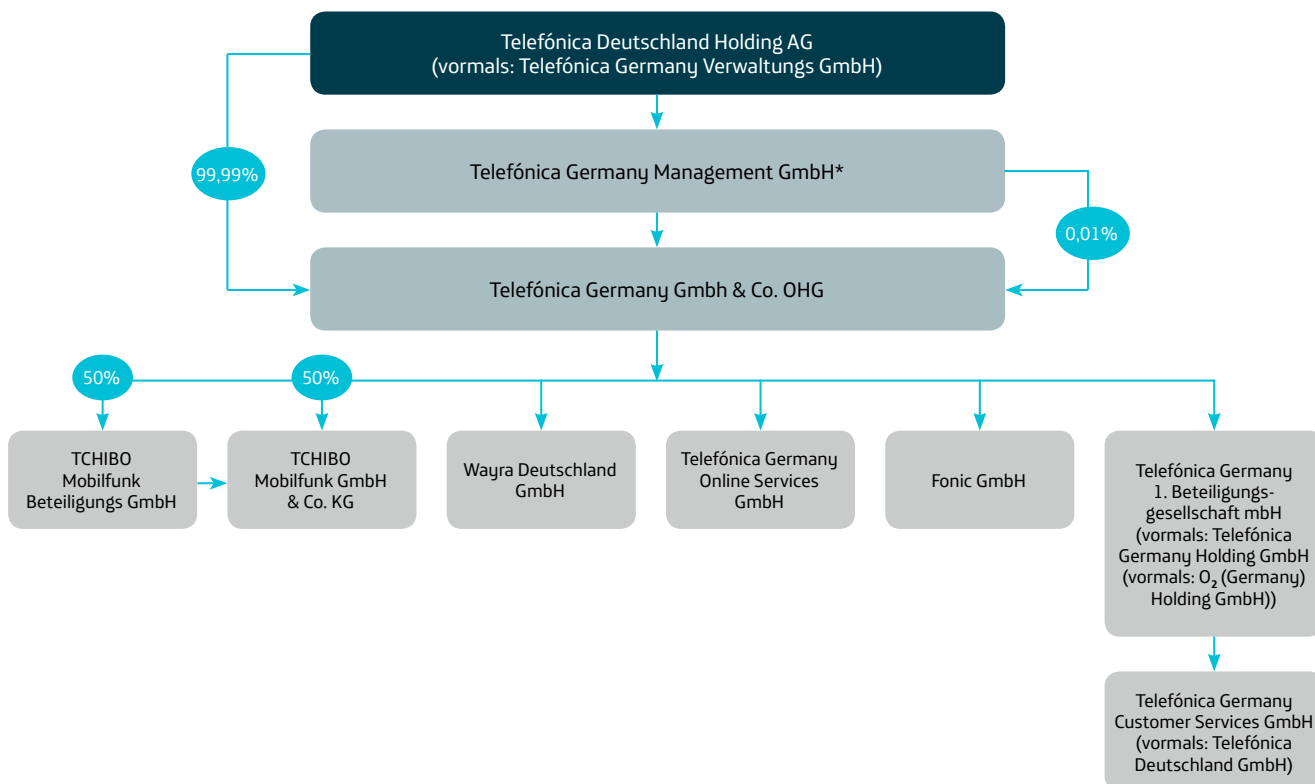 Telefónica Deutschland Holding AG
(vormals: Telefónica Germany Verwaltungs GmbH)
99,99%
Telefónica Germany Management GmbH*
0,01%
Telefónica Germany Gmbh & Co. OHG
50%
50%
TCHIBO
Mobilfunk
Beteiligungs GmbH
TCHIBO
Mobilfunk GmbH
& Co. KG
Wayra Deutschland
GmbH
Telefónica Germany
Online Services
GmbH
Fonic GmbH
Telefónica Germany
1. Beteiligungs-
gesellschaft mbH
(vormals: Telefónica
Germany Holding GmbH
(vormals: O₂ (Germany)
Holding GmbH))
Telefónica Germany
Customer Services GmbH
(vormals: Telefónica
Deutschland GmbH)